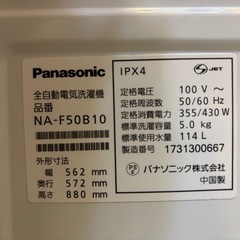 Panasonic
全自動電気洗濯機
品番
NA-F50B10
外形寸法
幅 562 mm
奥行 572 mm
高さ 880 mm
IPX4
JET
定格電圧 100 V～
定格周波数 50/60 Hz
定格消費電力 355/430 W
標準洗濯容量 5.0 kg
標準使用水量 114 L
製造番号 1731300667
PS E
パナソニック株式会社
中国製